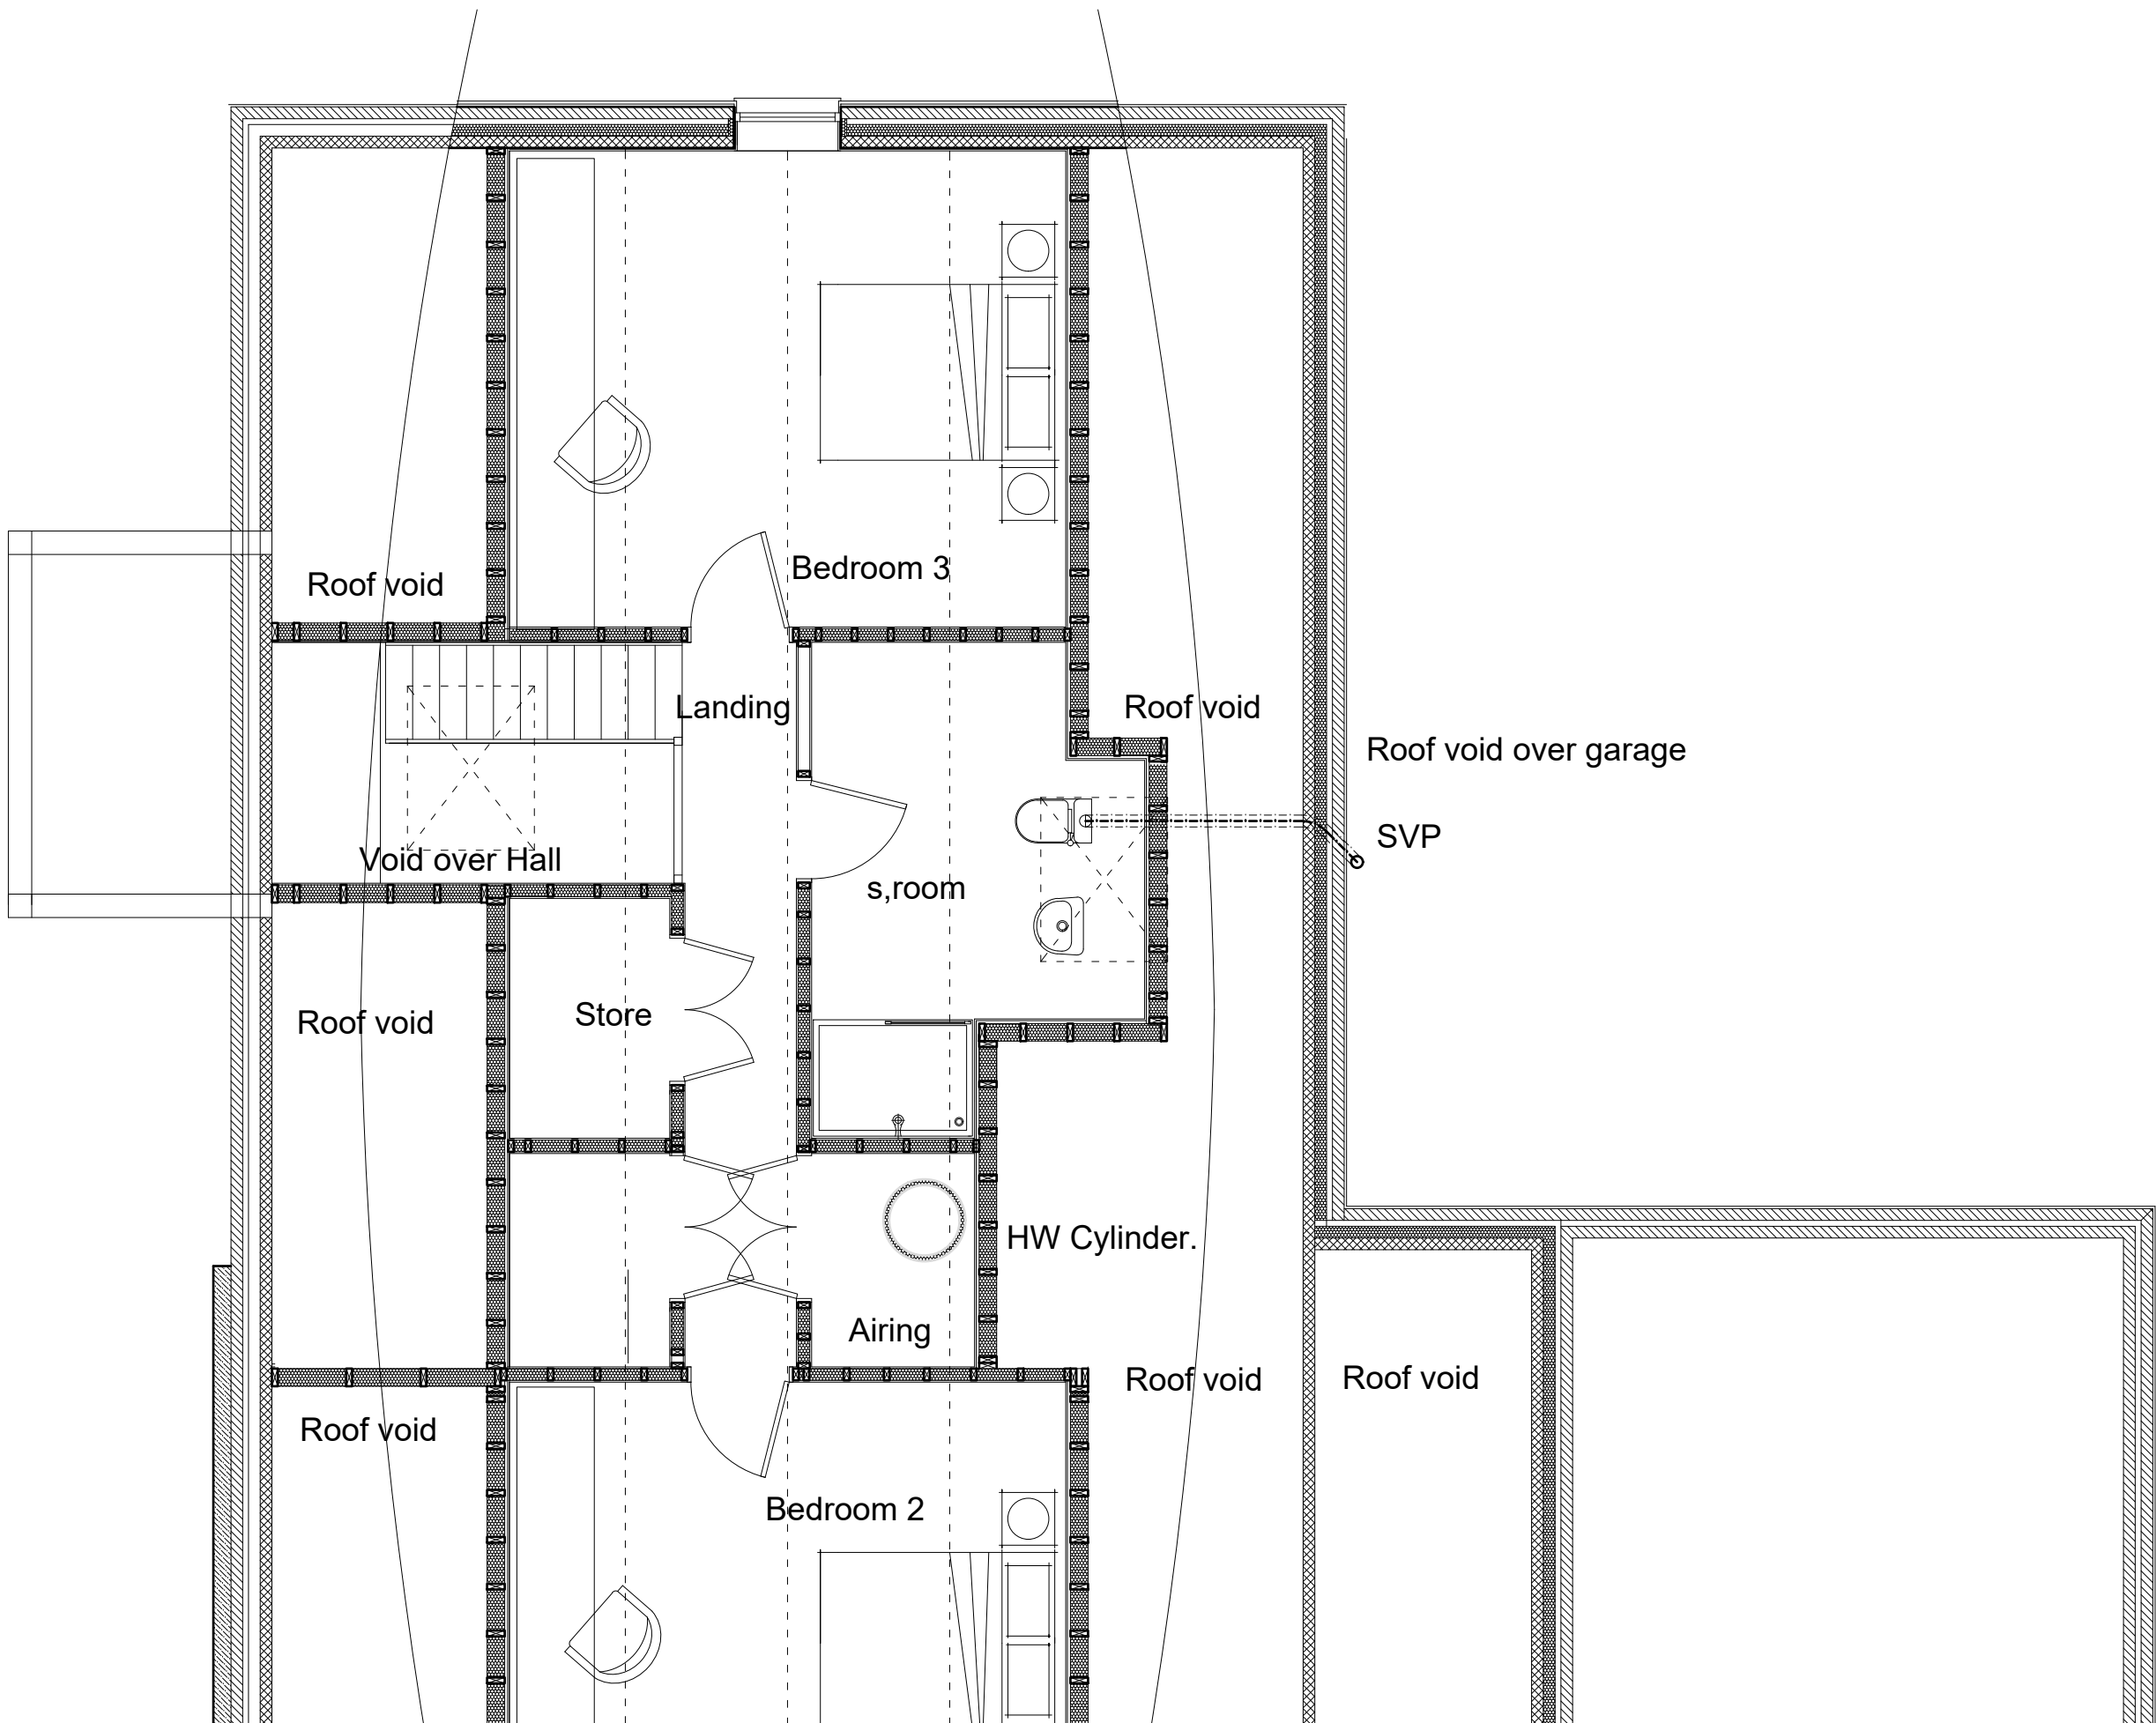 Bedroom 3
Roof void
Landing
Roof void
Roof void over garage
SVP
Void over Hall
s,room
Store
Roof void
HW Cylinder.
Airing
Roof void
Roof void
Roof void
Bedroom 2